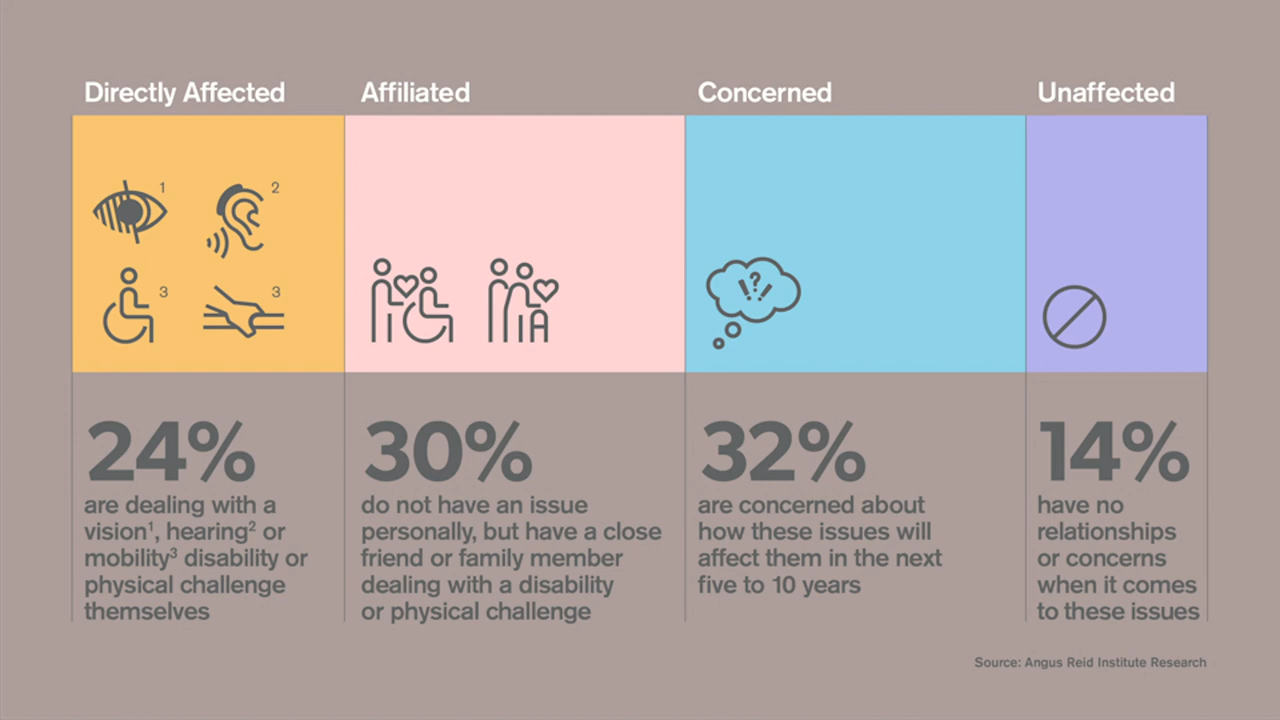 Directly Affected
Affiliated
Concerned
Unaffected
1
2
3
3
!?!
24%
are dealing with a
vision¹, hearing² or
mobility³ disability or
physical challenge
themselves
30%
do not have an issue
personally, but have a close
friend or family member
dealing with a disability
or physical challenge
32%
are concerned about
how these issues will
affect them in the next
five to 10 years
14%
have no
relationships
or concerns
when it comes
to these issues
Source: Angus Reid Institute Research